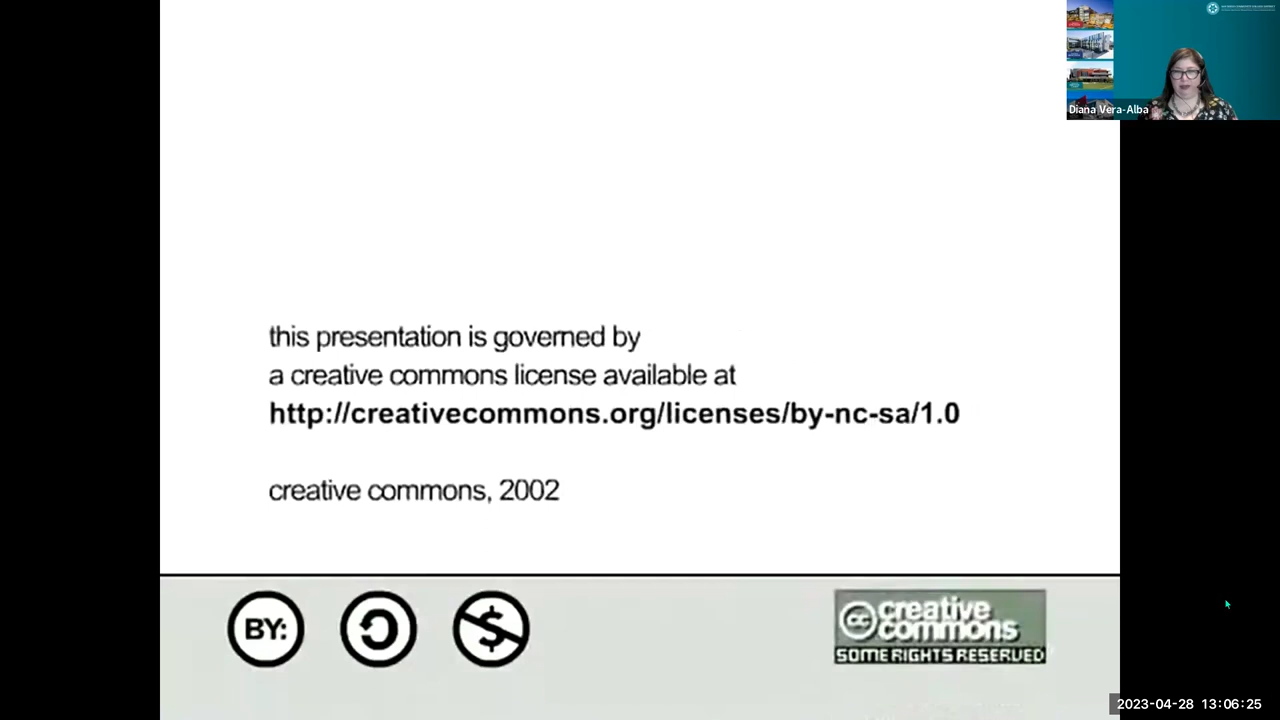 Diana Vera-Alba
this presentation is governed by
a creative commons license available at
http://creativecommons.org/licenses/by-nc-sa/1.0
creative commons, 2002
BY:
$
cc creative
commons
SOME RIGHTS RESERVED
2023-04-28 13:06:25